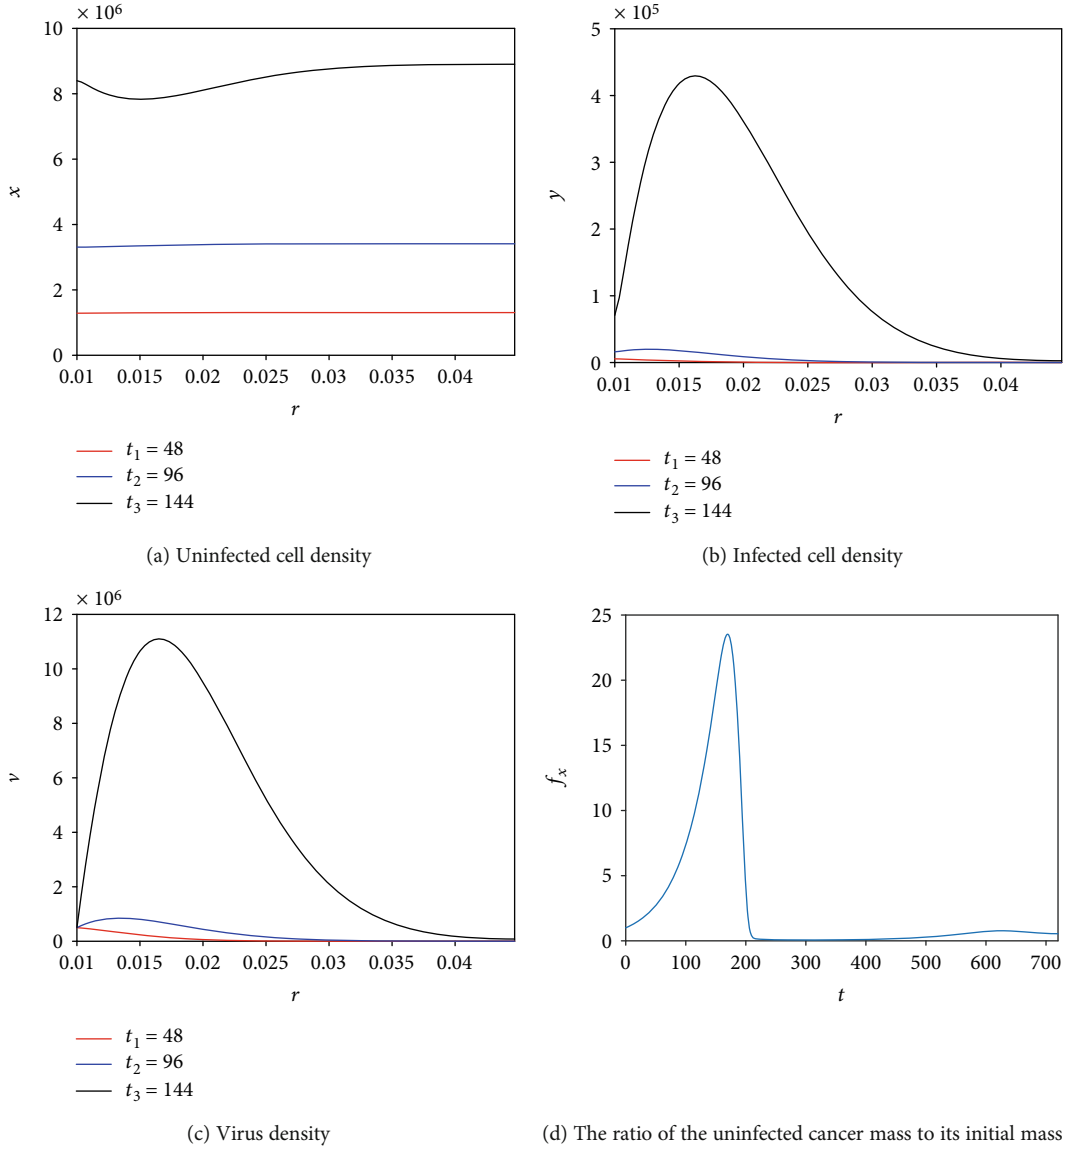 × 10⁶
10
8
6
4
2
0
x
0.01 0.015 0.02 0.025 0.03 0.035 0.04
r
t₁ = 48
t₂ = 96
t₃ = 144
(a) Uninfected cell density
× 10⁵
5
4
3
2
1
0
y
0.01 0.015 0.02 0.025 0.03 0.035 0.04
r
t₁ = 48
t₂ = 96
t₃ = 144
(b) Infected cell density
× 10⁶
12
10
8
6
4
2
0
v
0.01 0.015 0.02 0.025 0.03 0.035 0.04
r
t₁ = 48
t₂ = 96
t₃ = 144
(c) Virus density
25
20
15
10
5
0
fₓ
0 100 200 300 400 500 600 700
t
(d) The ratio of the uninfected cancer mass to its initial mass